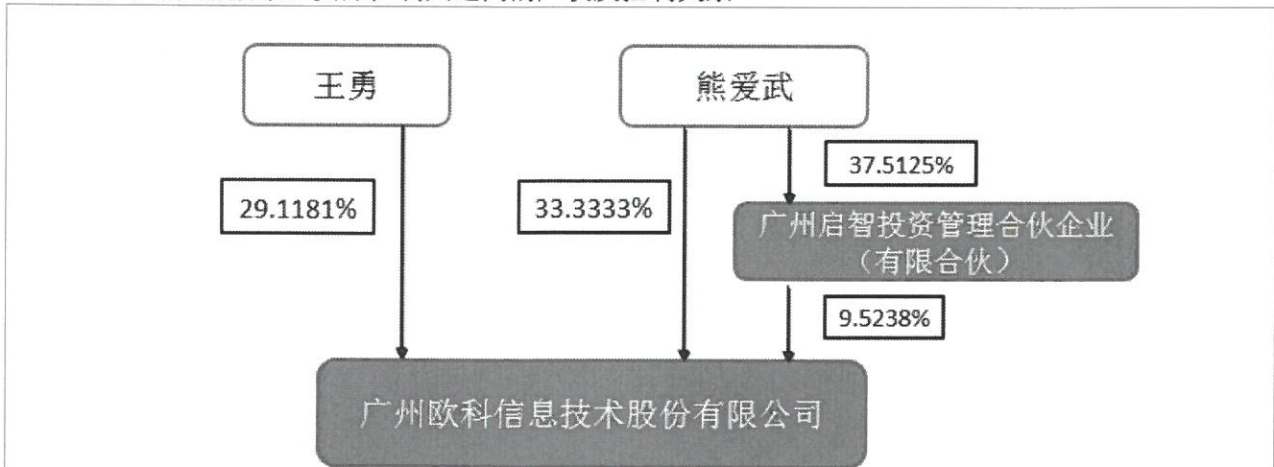 王勇
熊爱武
37.5125%
29.1181%
33.3333%
广州启智投资管理合伙企业
（有限合伙）
9.5238%
广州欧科信息技术股份有限公司